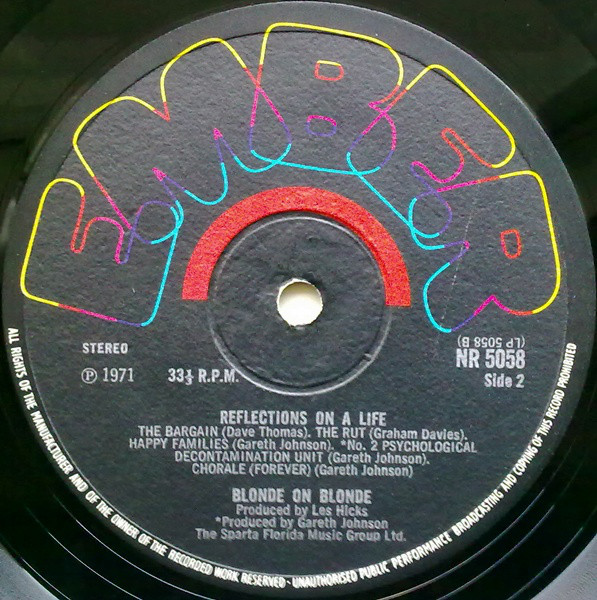 EMBER
STEREO
Ⓟ 1971
33⅓ R.P.M.
(LP 5058 B)
NR 5058
Side 2
REFLECTIONS ON A LIFE
THE BARGAIN (Dave Thomas). THE RUT (Graham Davies).
HAPPY FAMILIES (Gareth Johnson). *No. 2 PSYCHOLOGICAL
DECONTAMINATION UNIT (Gareth Johnson).
CHORALE (FOREVER) (Gareth Johnson)
BLONDE ON BLONDE
Produced by Les Hicks
*Produced by Gareth Johnson
The Sparta Florida Music Group Ltd.
ALL RIGHTS OF THE MANUFACTURER AND OF THE OWNER OF THE RECORDED WORK RESERVED · UNAUTHORISED PUBLIC PERFORMANCE BROADCASTING AND COPYING OF THIS RECORD PROHIBITED